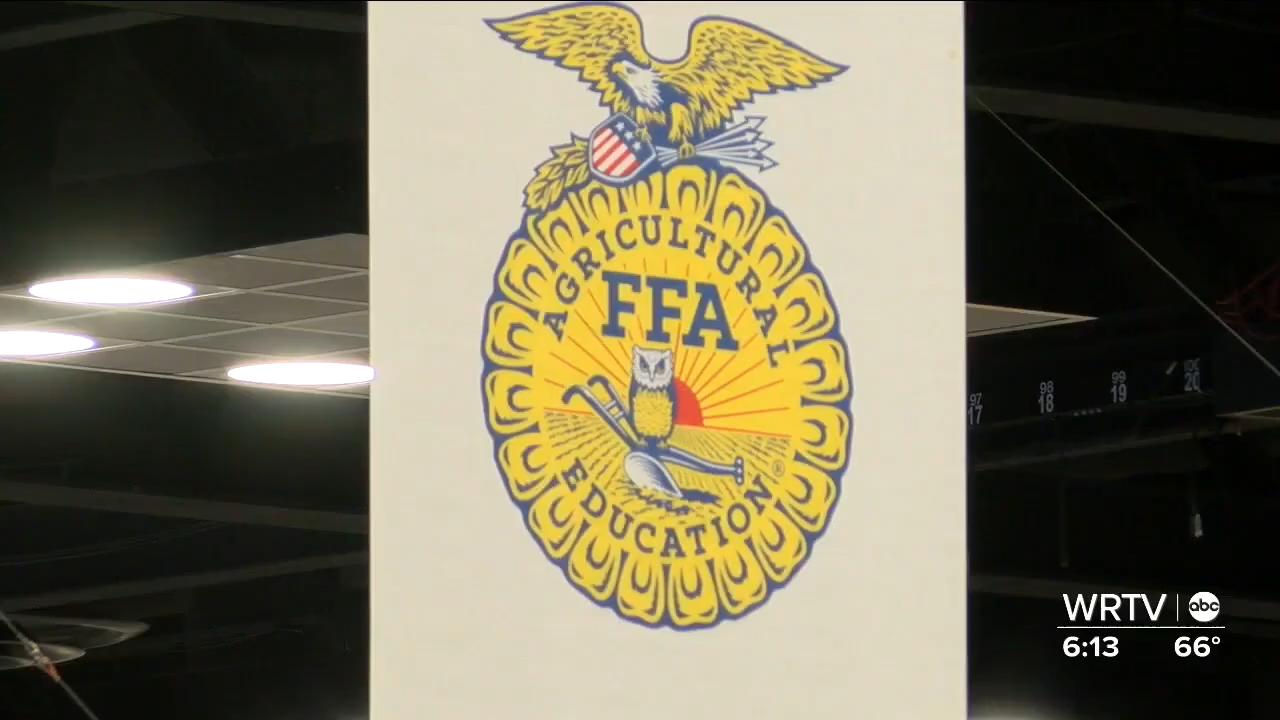 AGRICULTURAL
FFA
EDUCATION
®
97 98 99
17 18 19 20
WRTV abc
6:13 66°